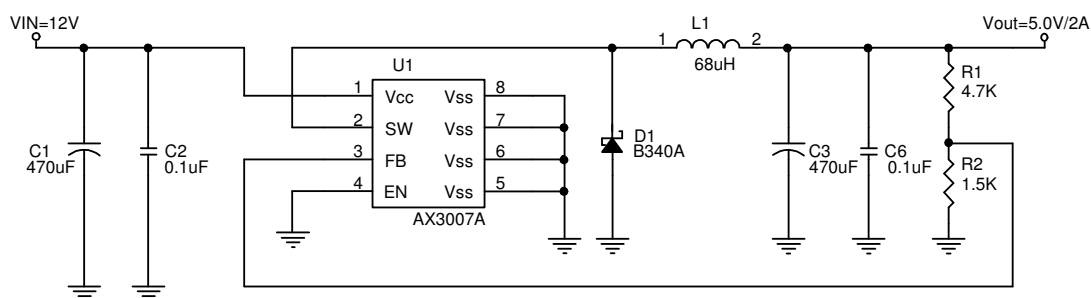 VIN=12V
L1
Vout=5.0V/2A
1
2
68uH
U1
R1
4.7K
1
Vcc
Vss
8
2
SW
Vss
7
3
FB
Vss
6
4
EN
Vss
5
AX3007A
C1
470uF
C2
0.1uF
D1
B340A
C3
470uF
C6
0.1uF
R2
1.5K